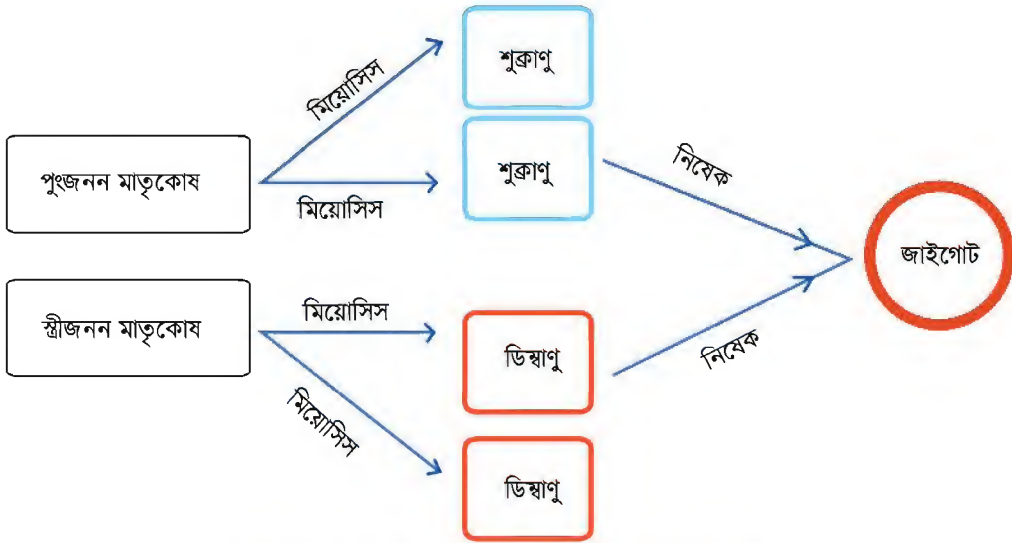 শুক্রাণু
মিয়োসিস
পুংজনন মাতৃকোষ
শুক্রাণু
মিয়োসিস
নিষেক
জাইগোট
স্ত্রীজনন মাতৃকোষ
মিয়োসিস
ডিম্বাণু
নিষেক
মিয়োসিস
ডিম্বাণু